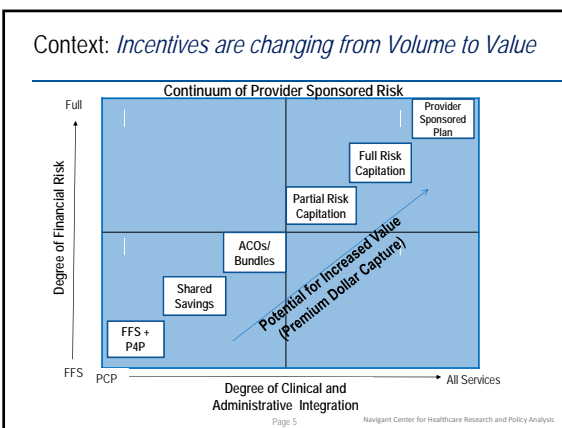 Context: Incentives are changing from Volume to Value
Continuum of Provider Sponsored Risk
Full
Provider
Sponsored
Plan
Full Risk
Capitation
Partial Risk
Capitation
ACOs/
Bundles
Shared
Savings
FFS +
P4P
Potential for Increased Value
(Premium Dollar Capture)
Degree of Financial Risk
FFS
PCP
All Services
Degree of Clinical and
Administrative Integration
Page 5
Navigant Center for Healthcare Research and Policy Analysis